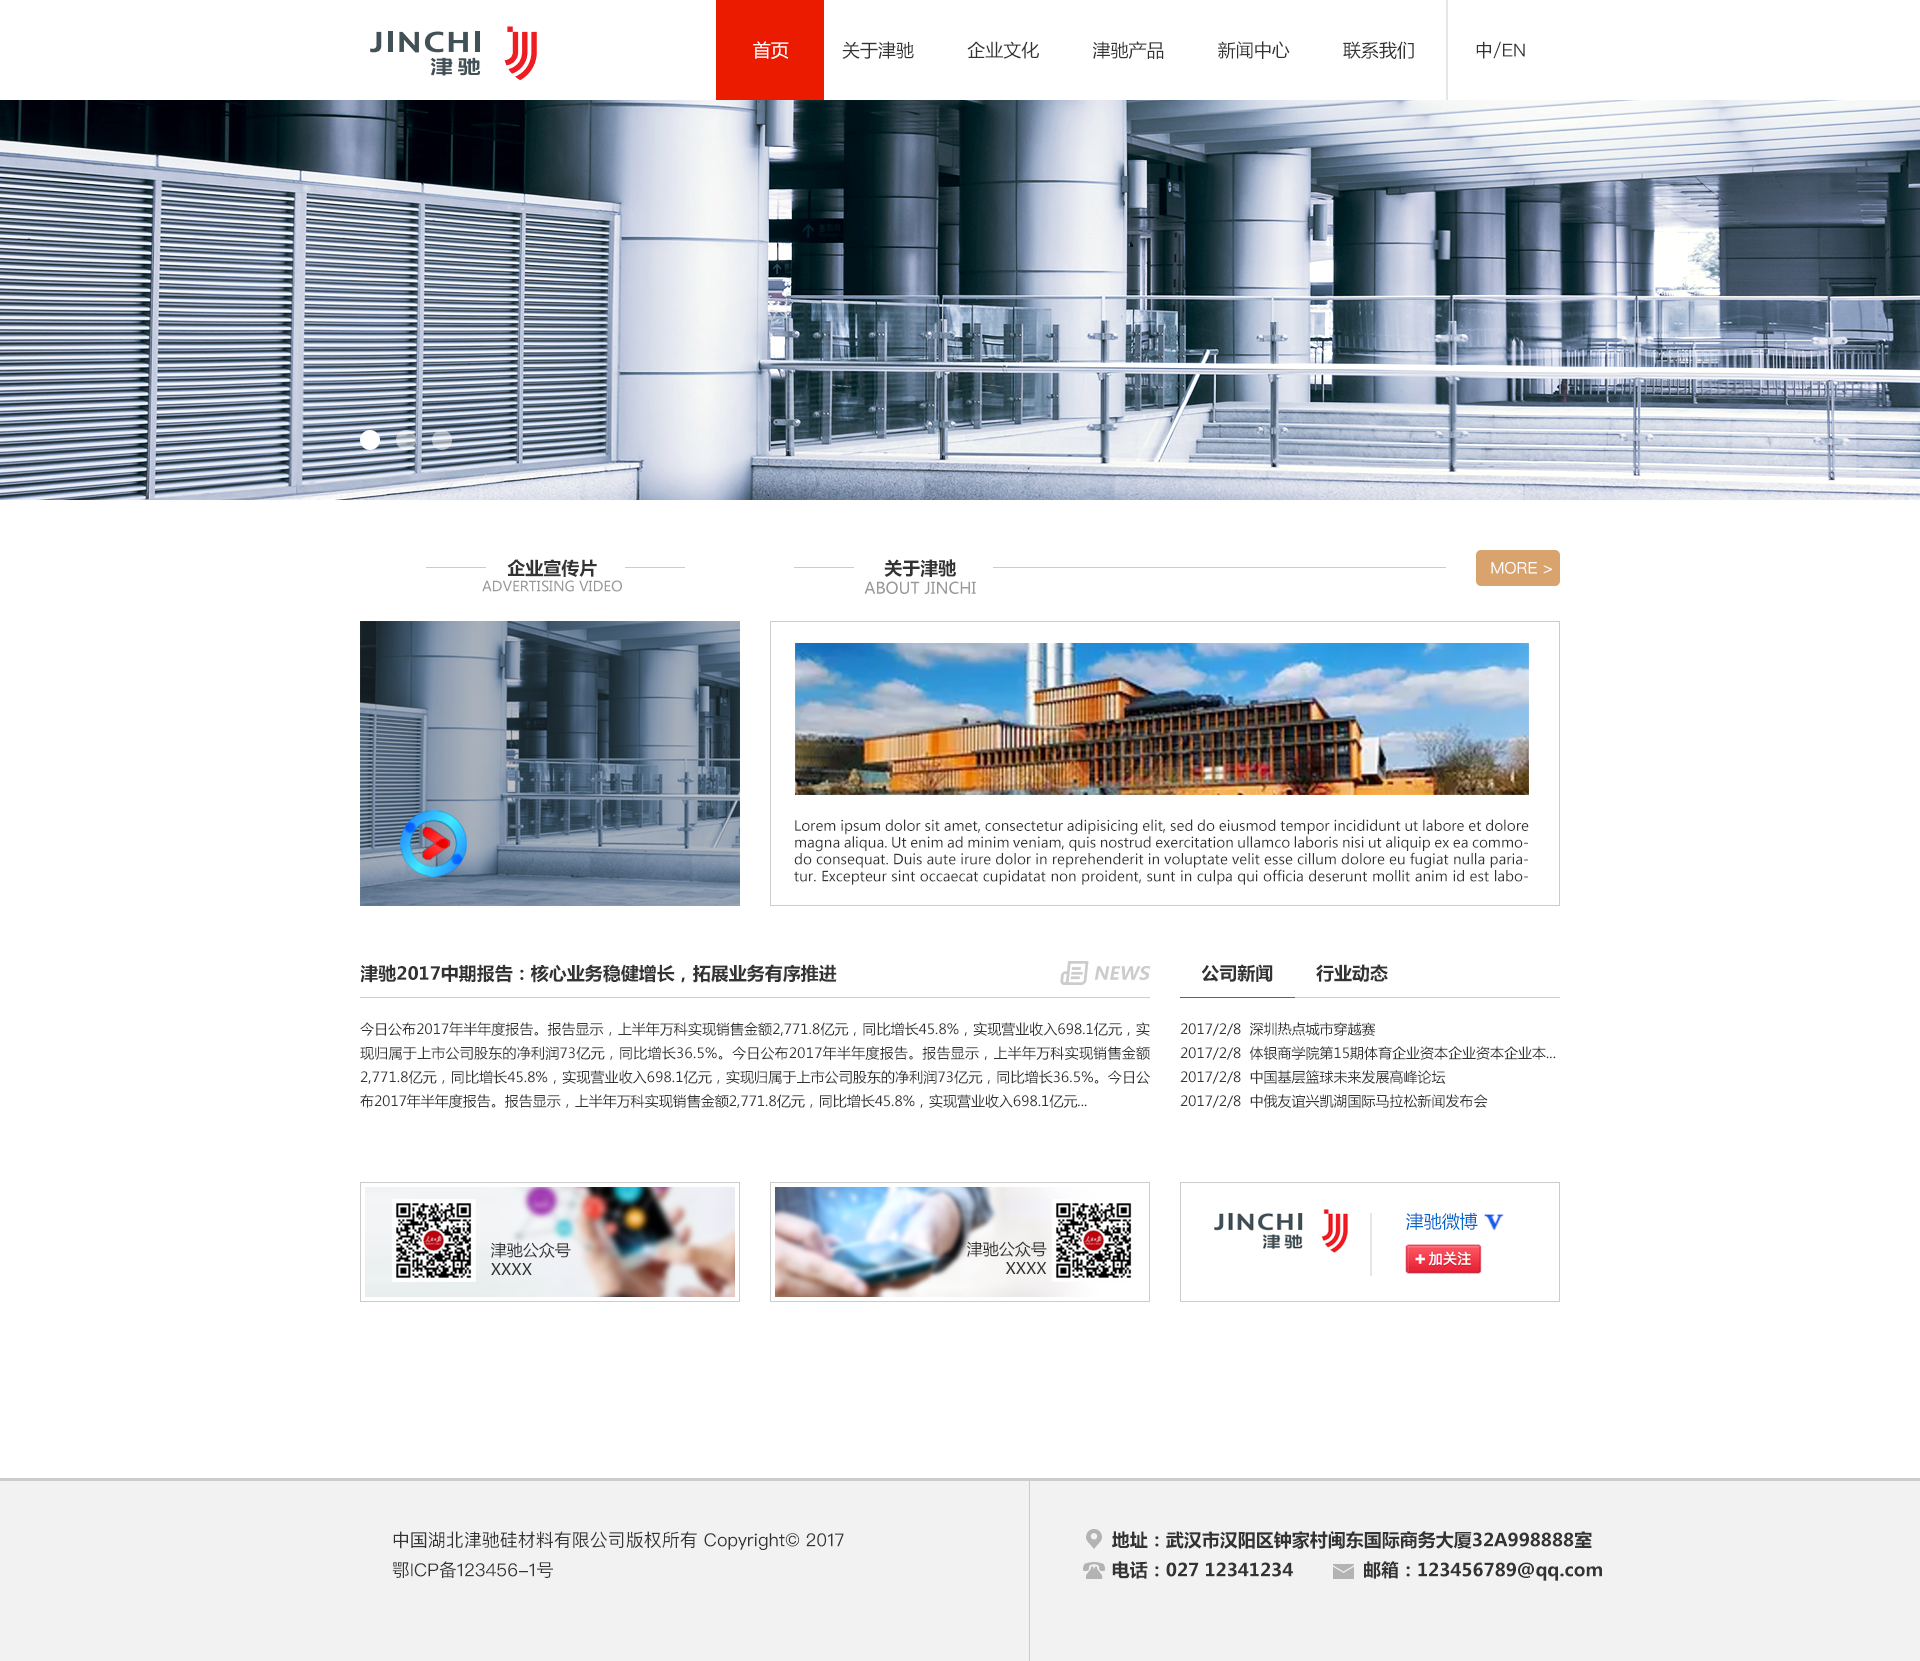 JINCHI
津驰
首页 关于津驰 企业文化 津驰产品 新闻中心 联系我们 中/EN
企业宣传片
ADVERTISING VIDEO
关于津驰
ABOUT JINCHI
MORE >
Lorem ipsum dolor sit amet, consectetur adipisicing elit, sed do eiusmod tempor incididunt ut labore et dolore
magna aliqua. Ut enim ad minim veniam, quis nostrud exercitation ullamco laboris nisi ut aliquip ex ea commo-
do consequat. Duis aute irure dolor in reprehenderit in voluptate velit esse cillum dolore eu fugiat nulla paria-
tur. Excepteur sint occaecat cupidatat non proident, sunt in culpa qui officia deserunt mollit anim id est labo-
津驰2017中期报告：核心业务稳健增长，拓展业务有序推进
NEWS
今日公布2017年半年度报告。报告显示，上半年万科实现销售金额2,771.8亿元，同比增长45.8%，实现营业收入698.1亿元，实
现归属于上市公司股东的净利润73亿元，同比增长36.5%。今日公布2017年半年度报告。报告显示，上半年万科实现销售金额
2,771.8亿元，同比增长45.8%，实现营业收入698.1亿元，实现归属于上市公司股东的净利润73亿元，同比增长36.5%。今日公
布2017年半年度报告。报告显示，上半年万科实现销售金额2,771.8亿元，同比增长45.8%，实现营业收入698.1亿元...
公司新闻 行业动态
2017/2/8 深圳热点城市穿越赛
2017/2/8 体银商学院第15期体育企业资本企业资本企业本...
2017/2/8 中国基层篮球未来发展高峰论坛
2017/2/8 中俄友谊兴凯湖国际马拉松新闻发布会
津驰公众号
XXXX
津驰公众号
XXXX
JINCHI
津驰
津驰微博 V
+ 加关注
中国湖北津驰硅材料有限公司版权所有 Copyright© 2017
鄂ICP备123456-1号
地址：武汉市汉阳区钟家村闽东国际商务大厦32A998888室
电话：027 12341234 邮箱：123456789@qq.com